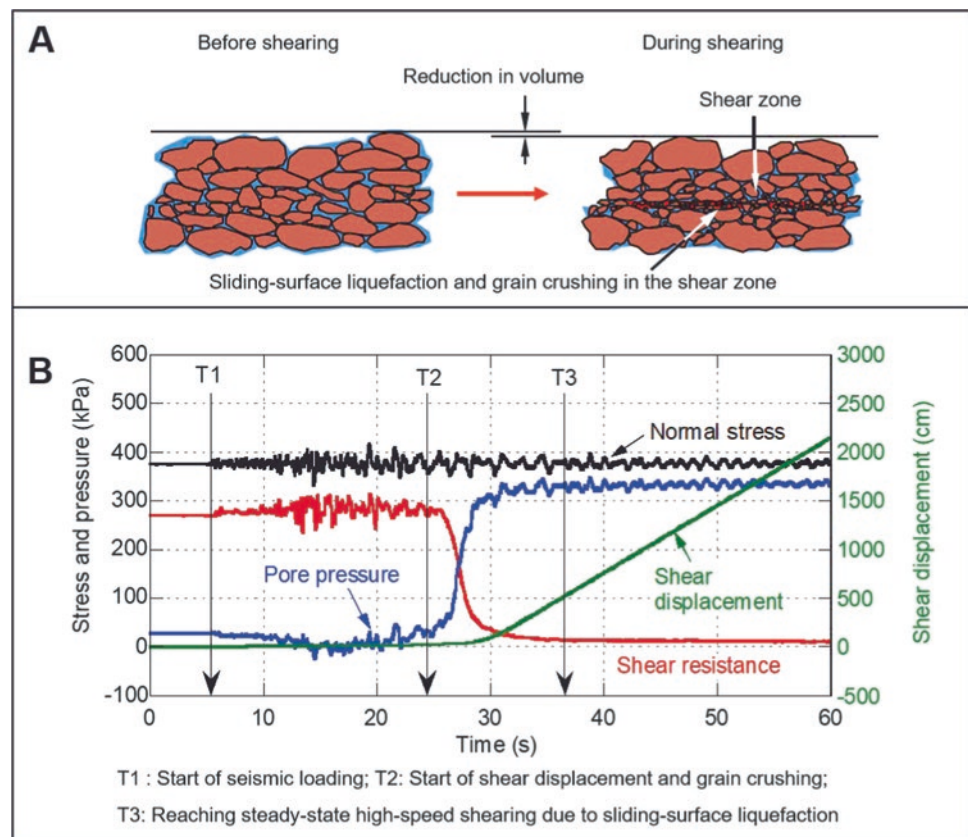 A
Before shearing
During shearing
Reduction in volume
Shear zone
Sliding-surface liquefaction and grain crushing in the shear zone
B
Stress and pressure (kPa)
600
500
400
300
200
100
0
-100
T1
T2
T3
Normal stress
Pore pressure
Shear
displacement
Shear resistance
3000
2500
2000
1500
1000
500
0
-500
Shear displacement (cm)
0
10
20
30
40
50
60
Time (s)
T1 : Start of seismic loading; T2: Start of shear displacement and grain crushing;
T3: Reaching steady-state high-speed shearing due to sliding-surface liquefaction